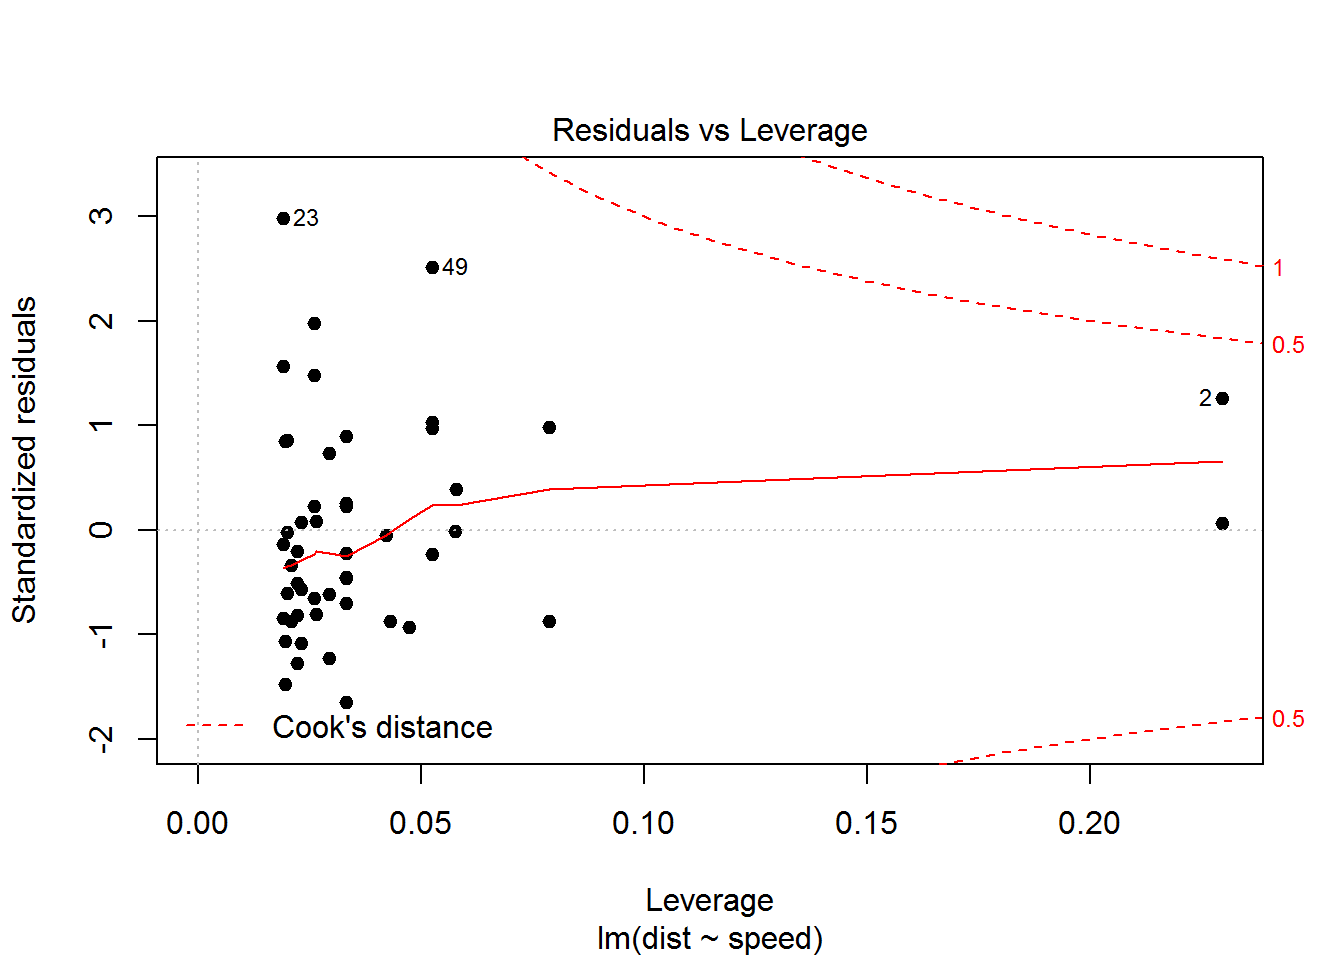 Residuals vs Leverage
Standardized residuals
3
2
1
0
-1
-2
23
49
2
1
0.5
0.5
Cook's distance
0.00 0.05 0.10 0.15 0.20
Leverage
lm(dist ~ speed)